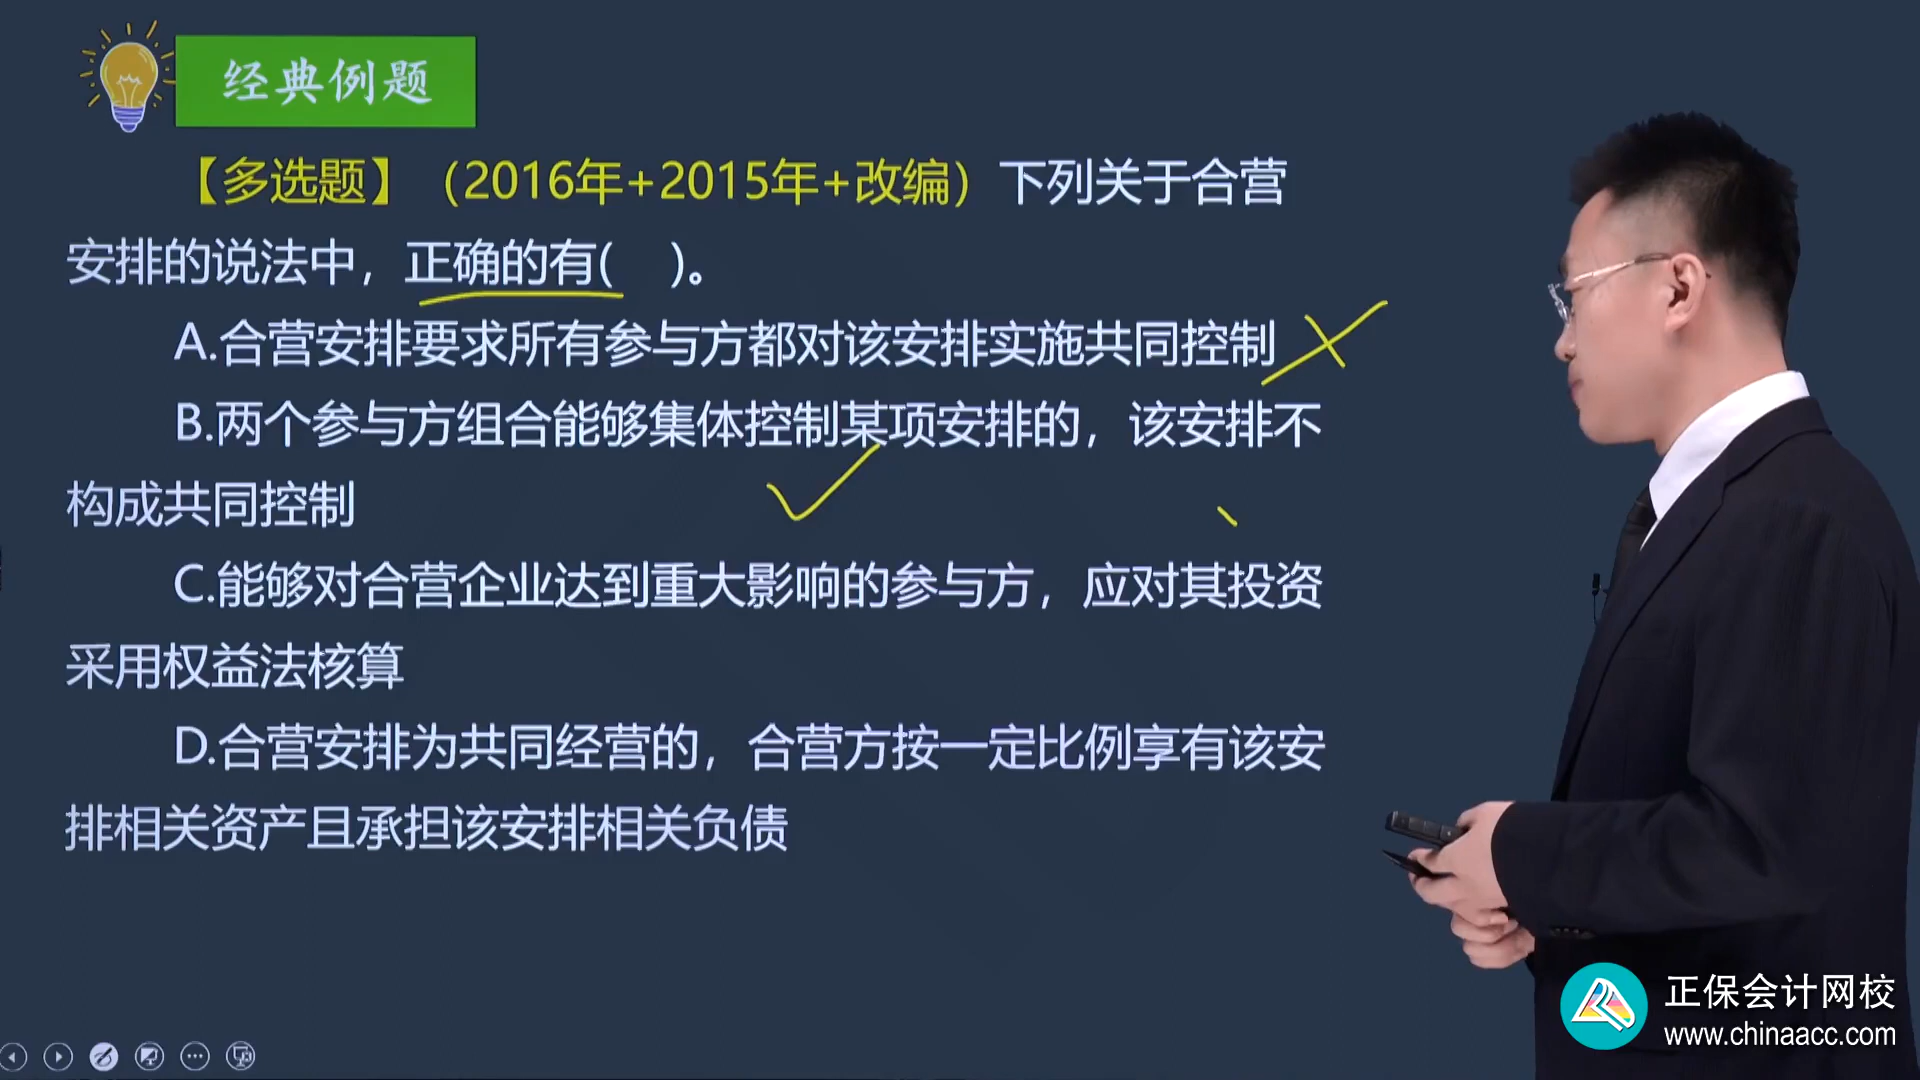 经典例题
【多选题】（2016年+2015年+改编）下列关于合营
安排的说法中，正确的有(　)。
A.合营安排要求所有参与方都对该安排实施共同控制
B.两个参与方组合能够集体控制某项安排的，该安排不
构成共同控制
C.能够对合营企业达到重大影响的参与方，应对其投资
采用权益法核算
D.合营安排为共同经营的，合营方按一定比例享有该安
排相关资产且承担该安排相关负债
正保会计网校
www.chinaacc.com